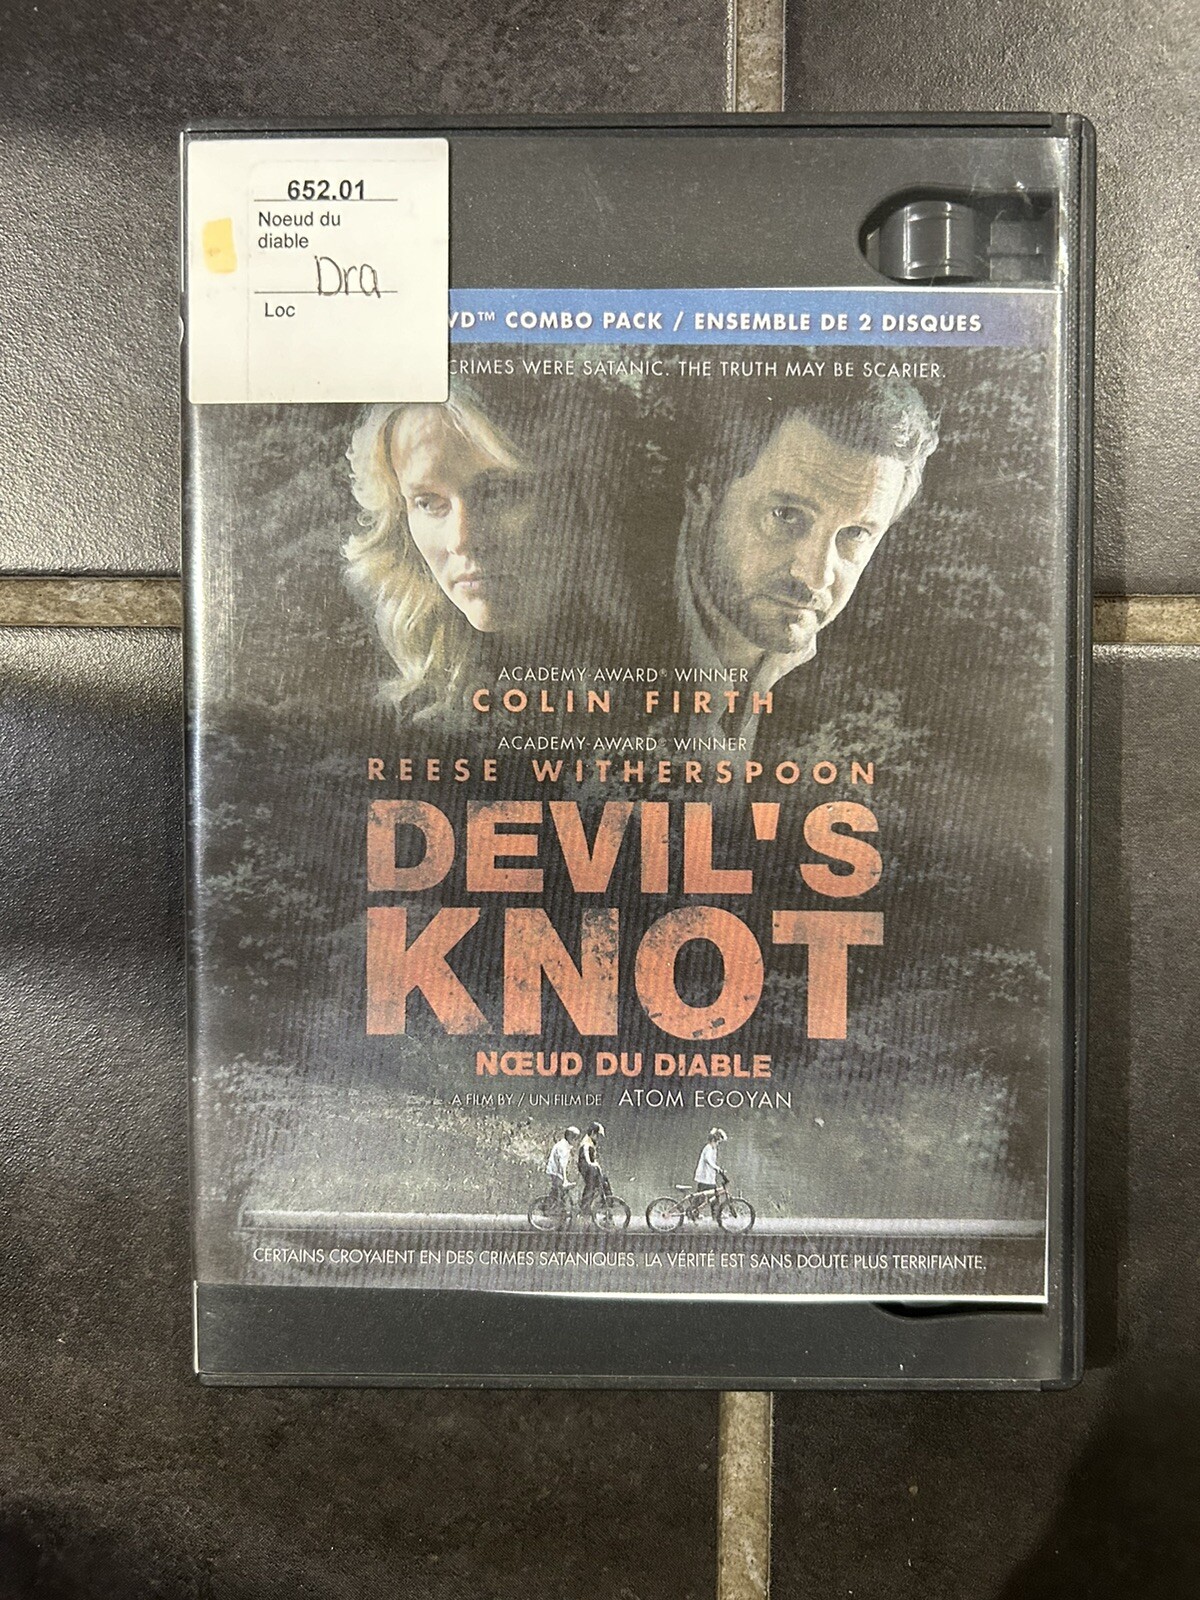 652.01
Noeud du
diable
Dra
Loc
COMBO PACK / ENSEMBLE DE 2 DISQUES
CRIMES WERE SATANIC. THE TRUTH MAY BE SCARIER.
ACADEMY AWARD® WINNER
COLIN FIRTH
ACADEMY AWARD® WINNER
REESE WITHERSPOON
DEVIL'S
KNOT
NŒUD DU DIABLE
A FILM BY / UN FILM DE ATOM EGOYAN
CERTAINS CROYAIENT EN DES CRIMES SATANIQUES. LA VÉRITÉ EST SANS DOUTE PLUS TERRIFIANTE.